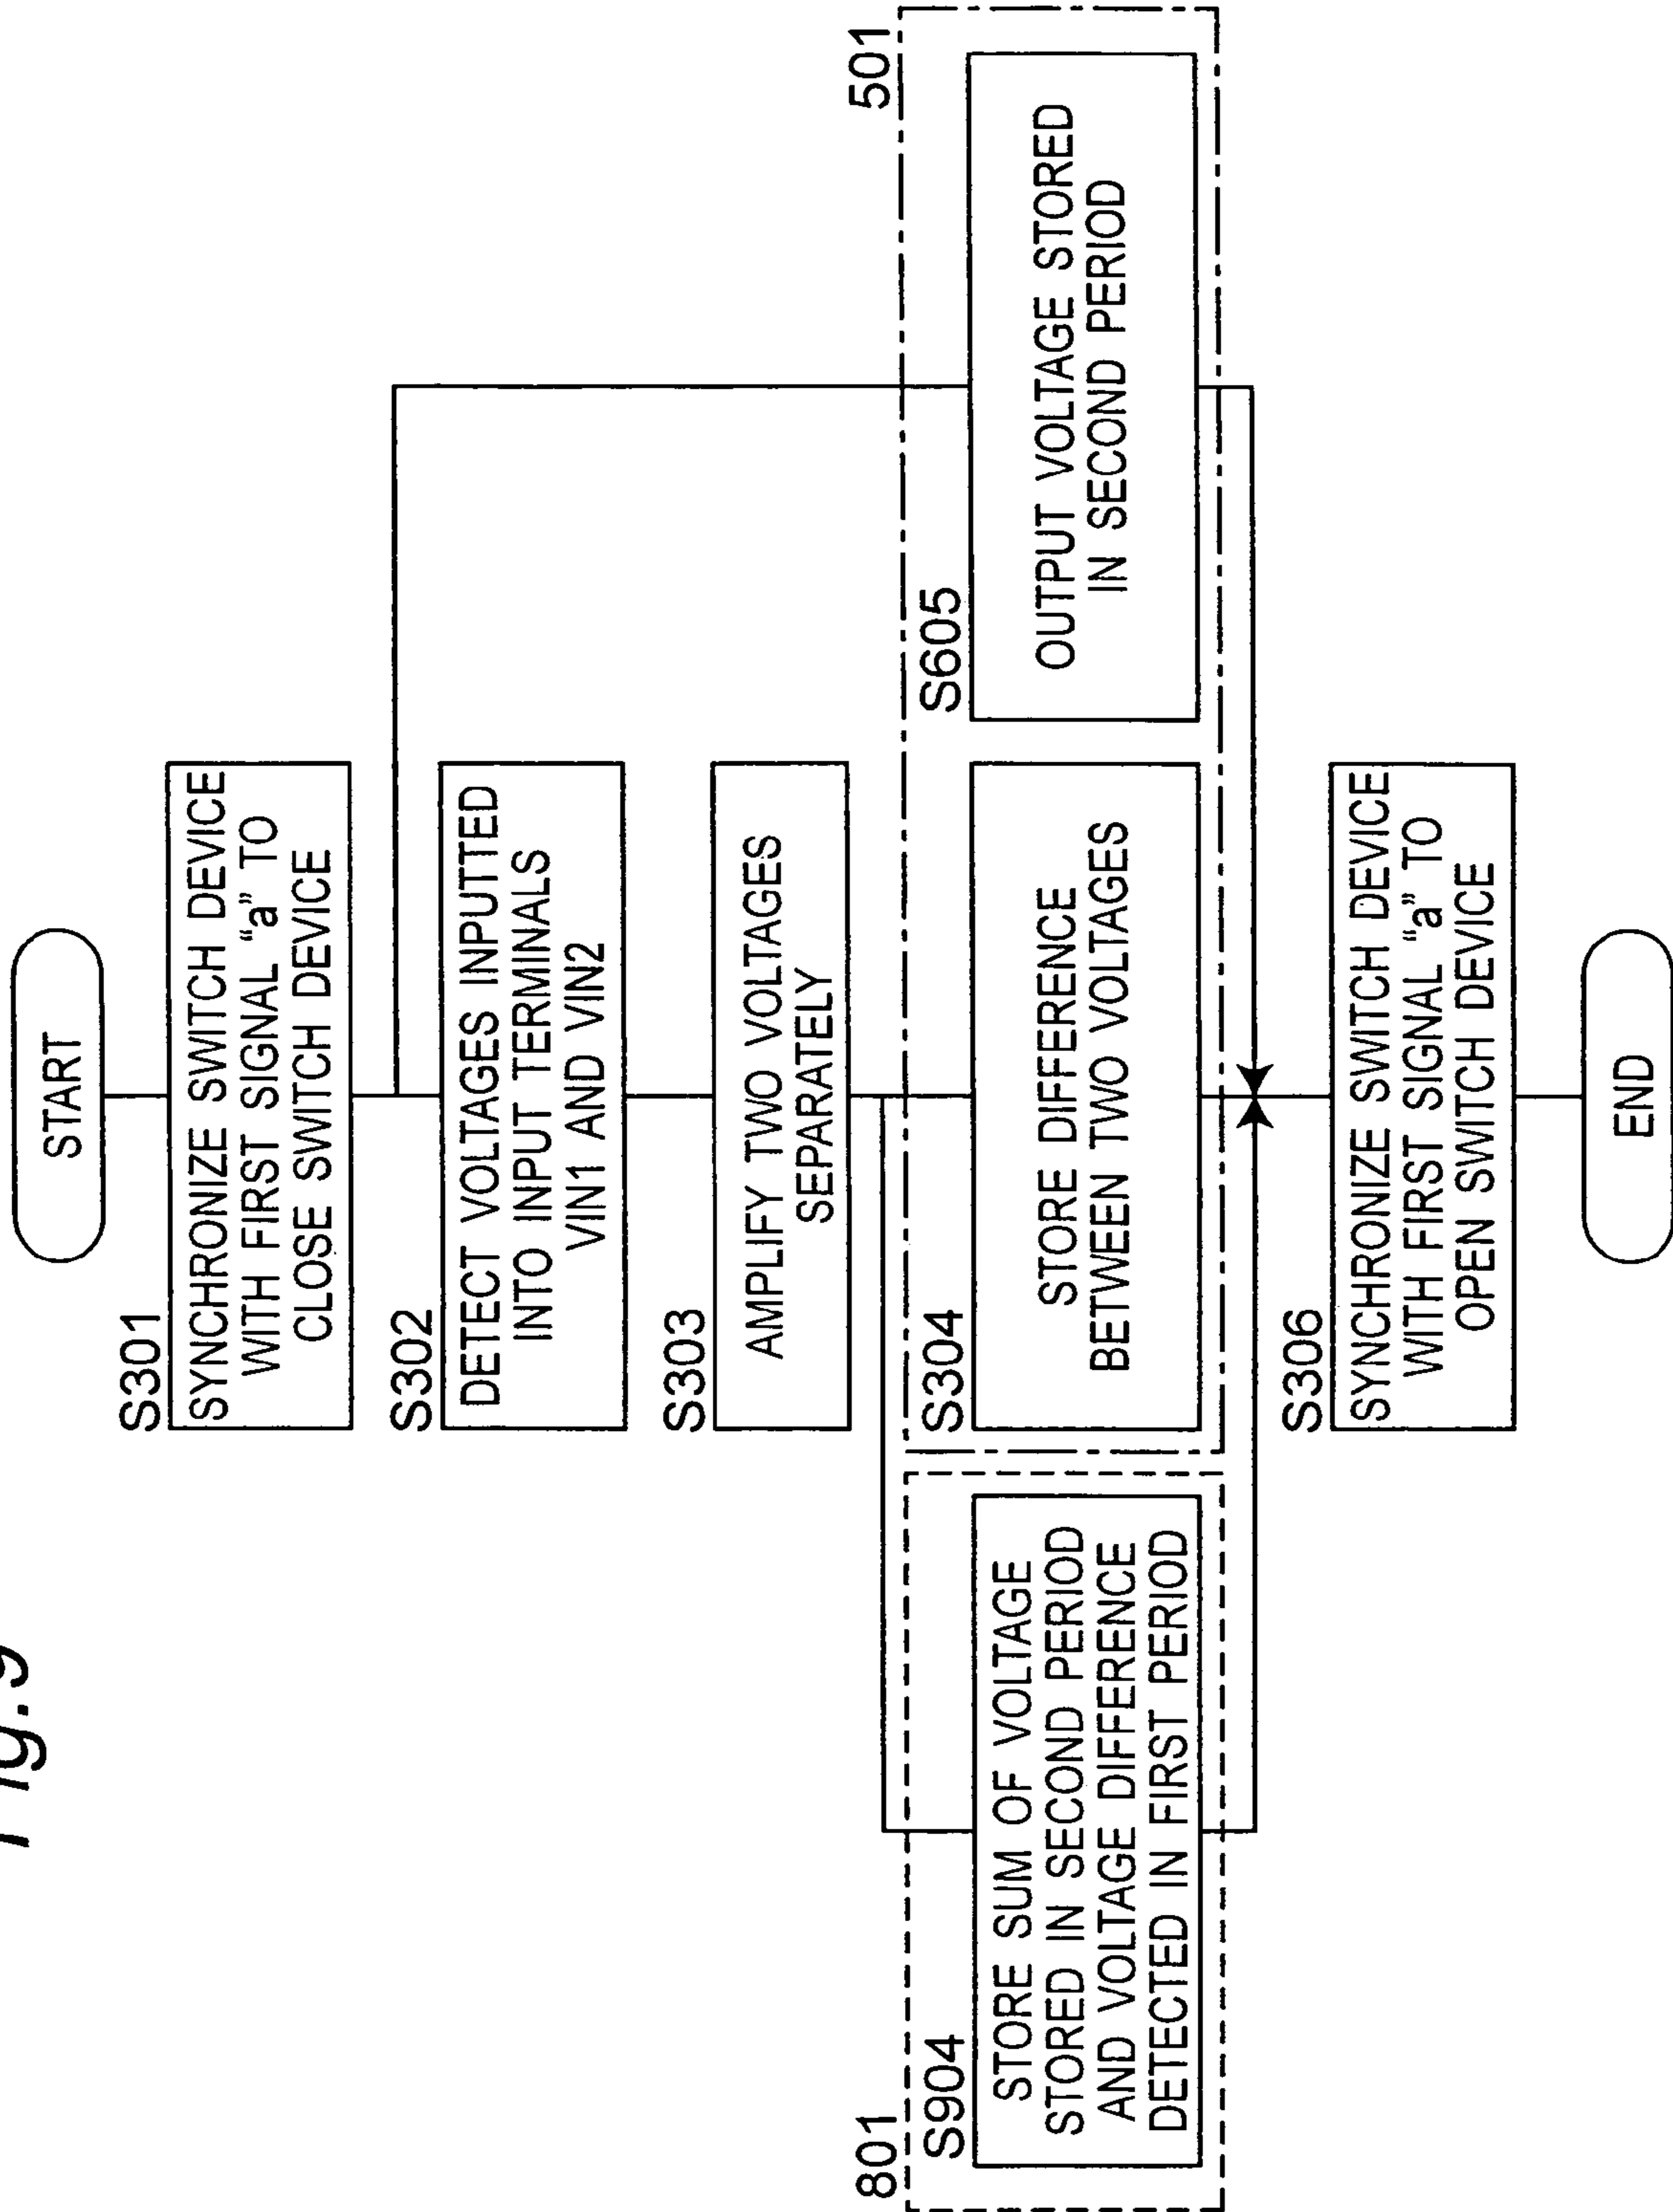 Fig.9
START
S301
SYNCHRONIZE SWITCH DEVICE
WITH FIRST SIGNAL "a" TO
CLOSE SWITCH DEVICE
S302
DETECT VOLTAGES INPUTTED
INTO INPUT TERMINALS
VIN1 AND VIN2
S303
AMPLIFY TWO VOLTAGES
SEPARATELY
801
S904
STORE SUM OF VOLTAGE
STORED IN SECOND PERIOD
AND VOLTAGE DIFFERENCE
DETECTED IN FIRST PERIOD
S304
STORE DIFFERENCE
BETWEEN TWO VOLTAGES
501
S605
OUTPUT VOLTAGE STORED
IN SECOND PERIOD
S306
SYNCHRONIZE SWITCH DEVICE
WITH FIRST SIGNAL "a" TO
OPEN SWITCH DEVICE
END